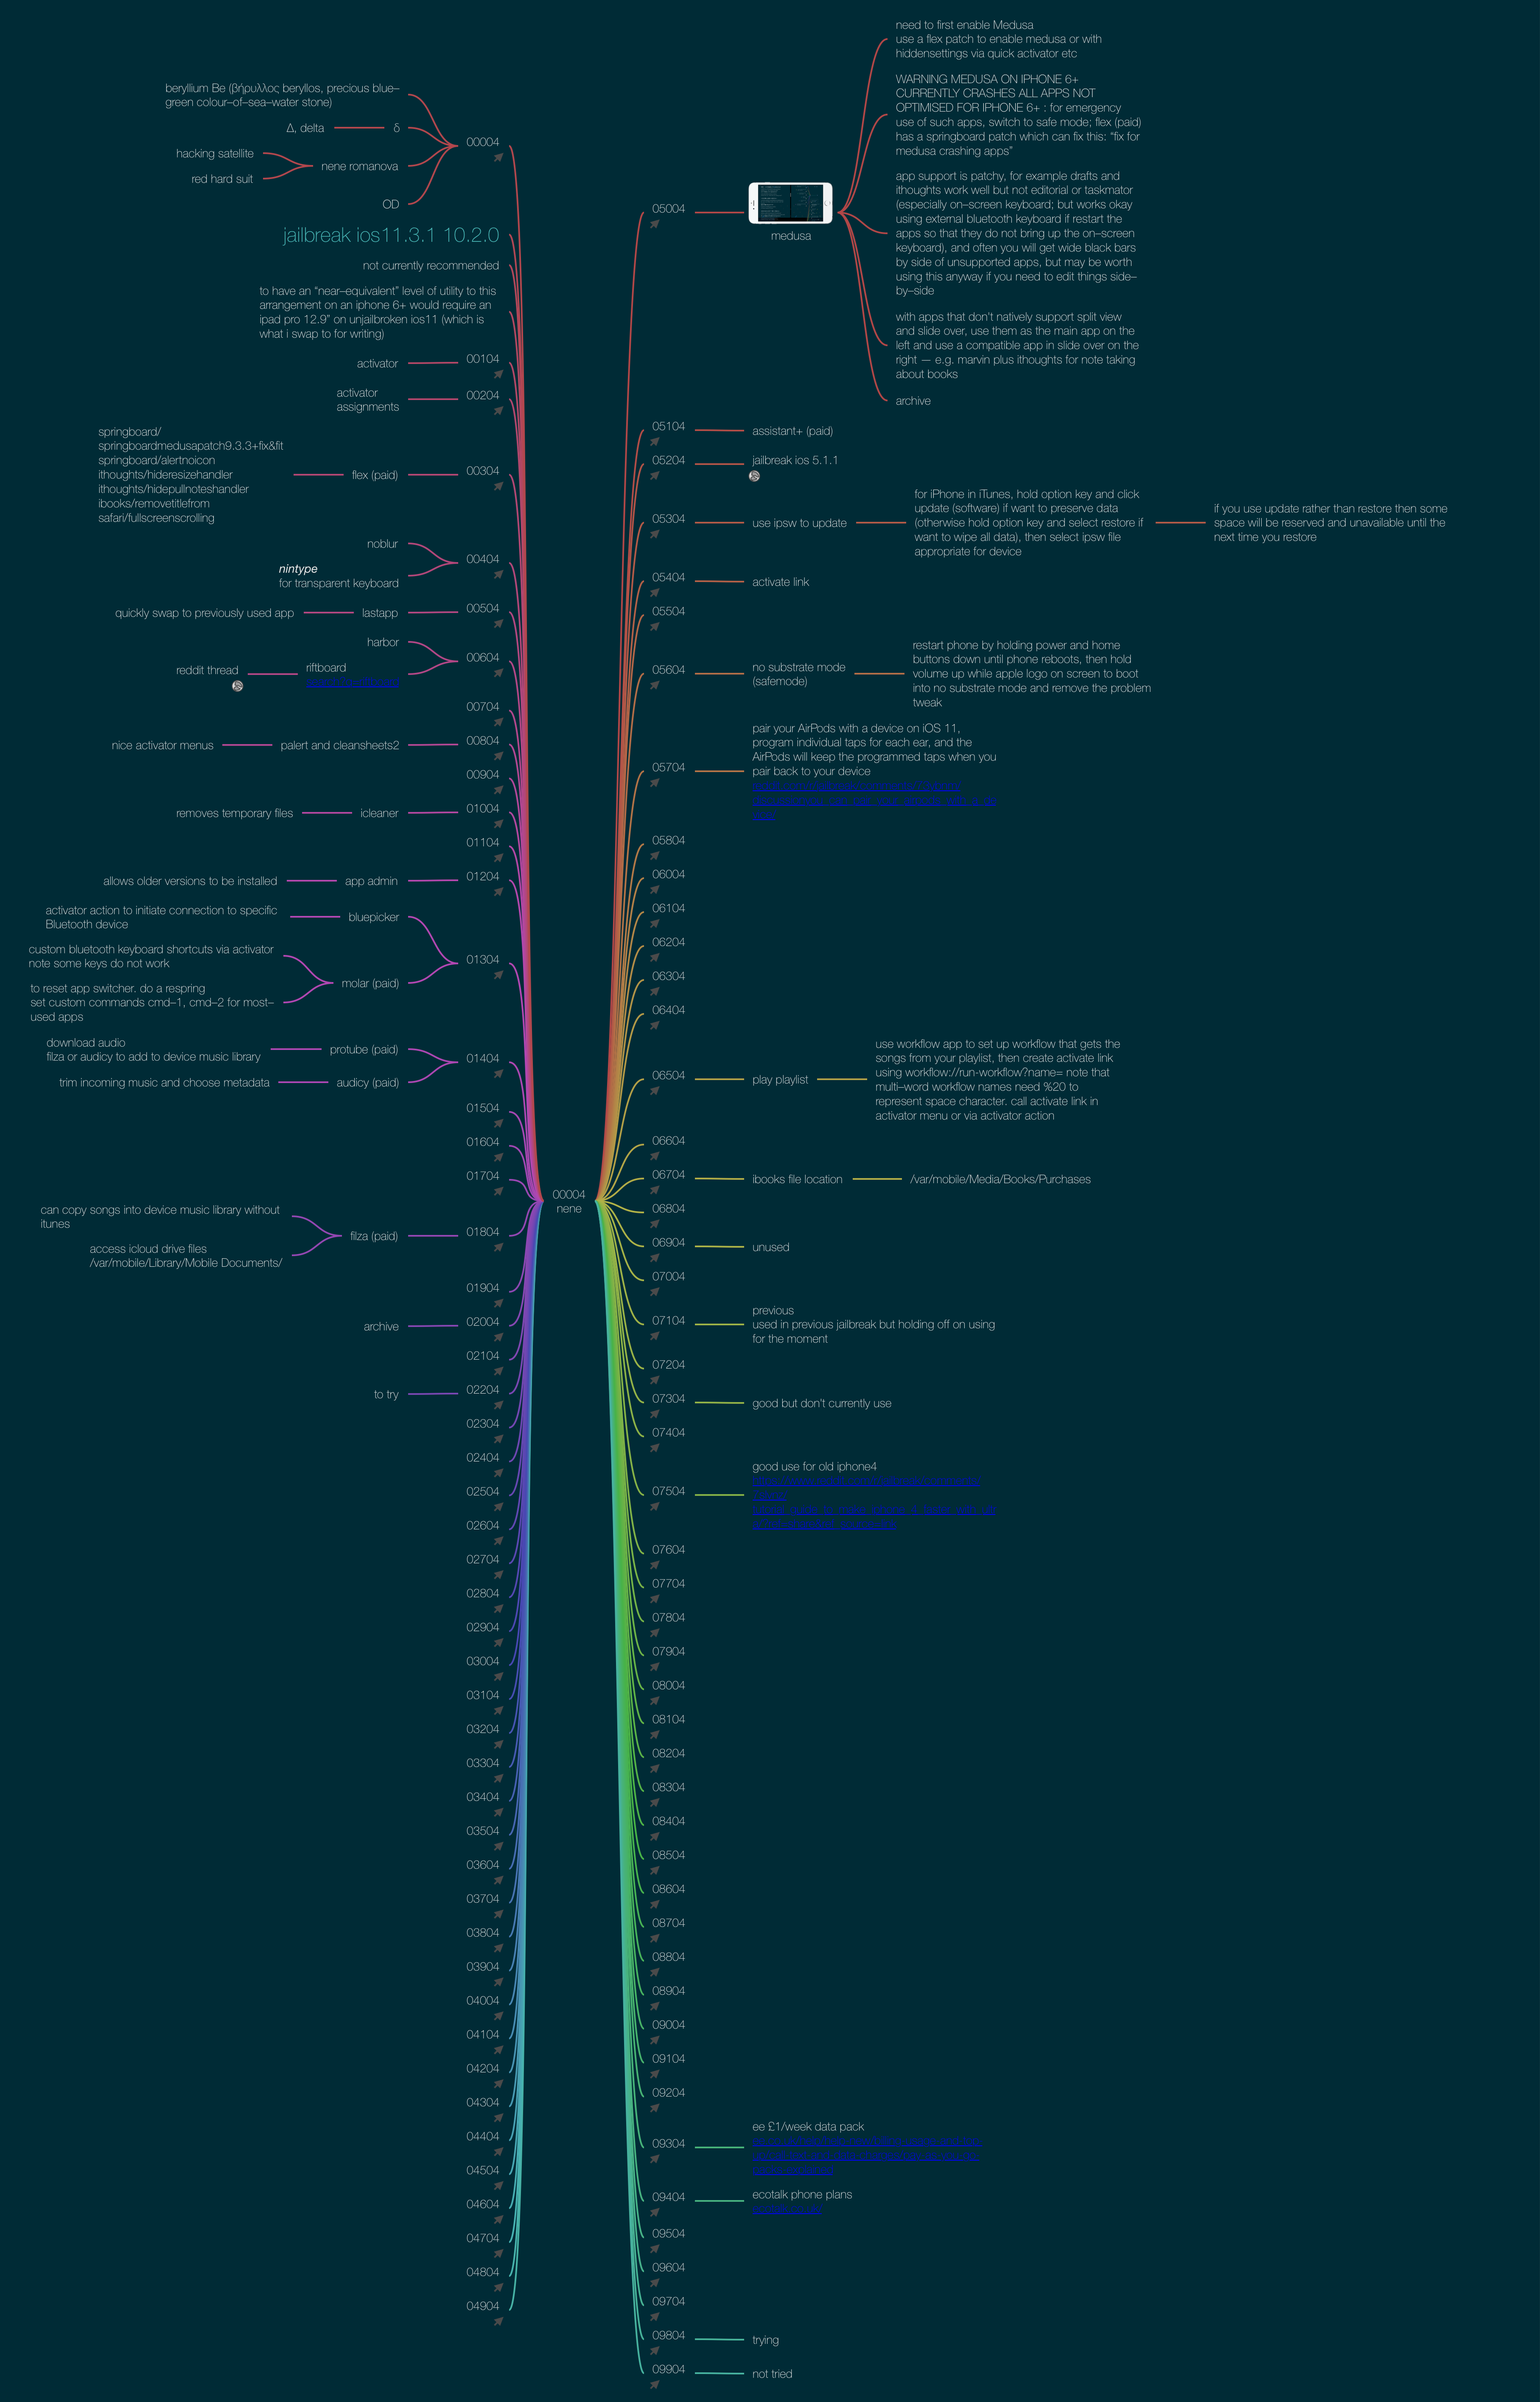 beryllium Be (βήρυλλος beryllos, precious blue–
green colour–of–sea–water stone)
Δ, delta
δ
hacking satellite
red hard suit
nene romanova
OD
00004
jailbreak ios11.3.1 10.2.0
not currently recommended
to have an “near–equivalent” level of utility to this
arrangement on an iphone 6+ would require an
ipad pro 12.9” on unjailbroken ios11 (which is
what i swap to for writing)
activator
00104
activator
assignments
00204
springboard/
springboardmedusapatch9.3.3+fix&fit
springboard/alertnoicon
ithoughts/hideresizehandler
ithoughts/hidepullnoteshandler
ibooks/removetitlefrom
safari/fullscreenscrolling
flex (paid)
00304
noblur
nintype
for transparent keyboard
00404
quickly swap to previously used app
lastapp
00504
harbor
reddit thread
riftboard
00604
00704
nice activator menus
palert and cleansheets2
00804
00904
removes temporary files
icleaner
01004
01104
allows older versions to be installed
app admin
01204
activator action to initiate connection to specific
Bluetooth device
bluepicker
custom bluetooth keyboard shortcuts via activator
note some keys do not work
to reset app switcher. do a respring
set custom commands cmd–1, cmd–2 for most–
used apps
molar (paid)
01304
download audio
filza or audicy to add to device music library
protube (paid)
trim incoming music and choose metadata
audicy (paid)
01404
01504
01604
01704
can copy songs into device music library without
itunes
access icloud drive files
/var/mobile/Library/Mobile Documents/
filza (paid)
01804
01904
archive
02004
02104
to try
02204
02304
02404
02504
02604
02704
02804
02904
03004
03104
03204
03304
03404
03504
03604
03704
03804
03904
04004
04104
04204
04304
04404
04504
04604
04704
04804
04904
00004
nene
05004
medusa
need to first enable Medusa
use a flex patch to enable medusa or with
hiddensettings via quick activator etc
WARNING MEDUSA ON IPHONE 6+
CURRENTLY CRASHES ALL APPS NOT
OPTIMISED FOR IPHONE 6+ : for emergency
use of such apps, switch to safe mode; flex (paid)
has a springboard patch which can fix this: “fix for
medusa crashing apps”
app support is patchy, for example drafts and
ithoughts work well but not editorial or taskmator
(especially on–screen keyboard; but works okay
using external bluetooth keyboard if restart the
apps so that they do not bring up the on–screen
keyboard), and often you will get wide black bars
by side of unsupported apps, but may be worth
using this anyway if you need to edit things side–
by–side
with apps that don't natively support split view
and slide over, use them as the main app on the
left and use a compatible app in slide over on the
right — e.g. marvin plus ithoughts for note taking
about books
archive
05104
assistant+ (paid)
05204
jailbreak ios 5.1.1
05304
use ipsw to update
for iPhone in iTunes, hold option key and click
update (software) if want to preserve data
(otherwise hold option key and select restore if
want to wipe all data), then select ipsw file
appropriate for device
if you use update rather than restore then some
space will be reserved and unavailable until the
next time you restore
05404
activate link
05504
05604
no substrate mode
(safemode)
restart phone by holding power and home
buttons down until phone reboots, then hold
volume up while apple logo on screen to boot
into no substrate mode and remove the problem
tweak
05704
pair your AirPods with a device on iOS 11,
program individual taps for each ear, and the
AirPods will keep the programmed taps when you
pair back to your device
05804
06004
06104
06204
06304
06404
06504
play playlist
use workflow app to set up workflow that gets the
songs from your playlist, then create activate link
using workflow://run-workflow?name= note that
multi–word workflow names need %20 to
represent space character. call activate link in
activator menu or via activator action
06604
06704
ibooks file location
/var/mobile/Media/Books/Purchases
06804
06904
unused
07004
07104
previous
used in previous jailbreak but holding off on using
for the moment
07204
07304
good but don't currently use
07404
07504
good use for old iphone4
07604
07704
07804
07904
08004
08104
08204
08304
08404
08504
08604
08704
08804
08904
09004
09104
09204
09304
ee £1/week data pack
09404
ecotalk phone plans
09504
09604
09704
09804
trying
09904
not tried